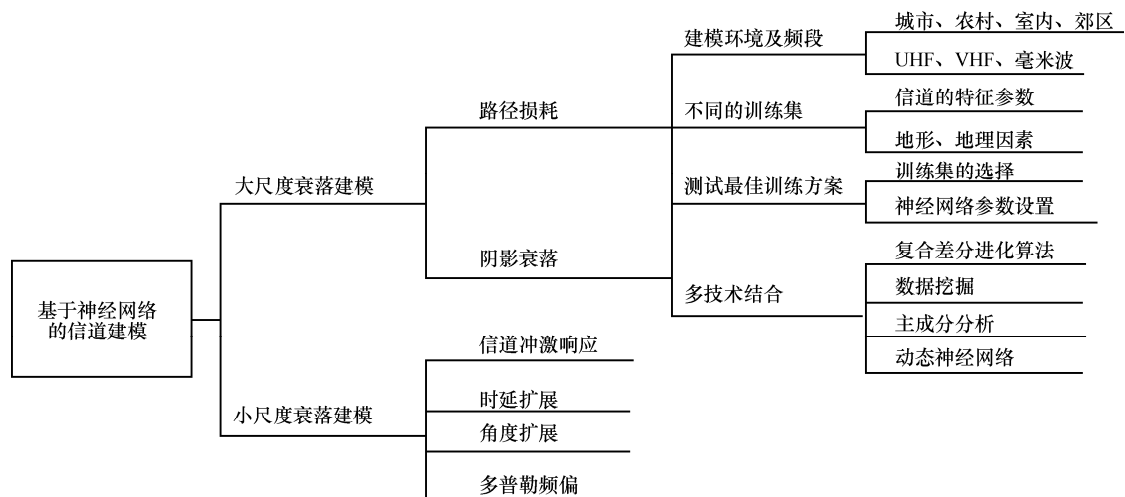 基于神经网络
的信道建模
大尺度衰落建模
路径损耗
阴影衰落
建模环境及频段
城市、农村、室内、郊区
UHF、VHF、毫米波
不同的训练集
信道的特征参数
地形、地理因素
测试最佳训练方案
训练集的选择
神经网络参数设置
多技术结合
复合差分进化算法
数据挖掘
主成分分析
动态神经网络
小尺度衰落建模
信道冲激响应
时延扩展
角度扩展
多普勒频偏